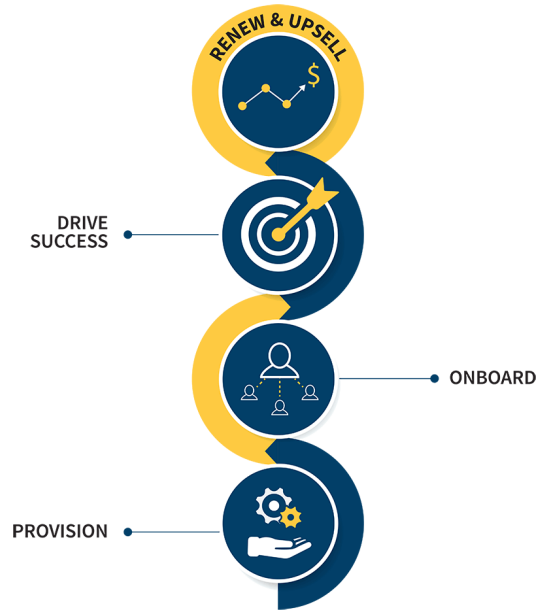 RENEW & UPSELL
$
DRIVE
SUCCESS
ONBOARD
PROVISION